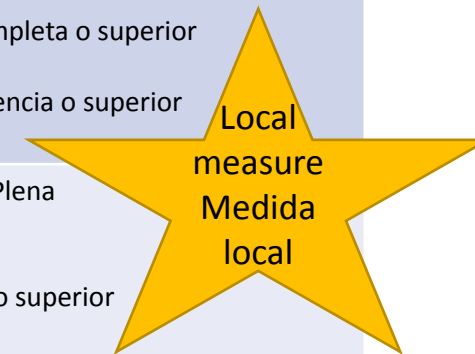 mpleta o superior
encia o superior
Local
measure
Medida
local
Plena
o superior